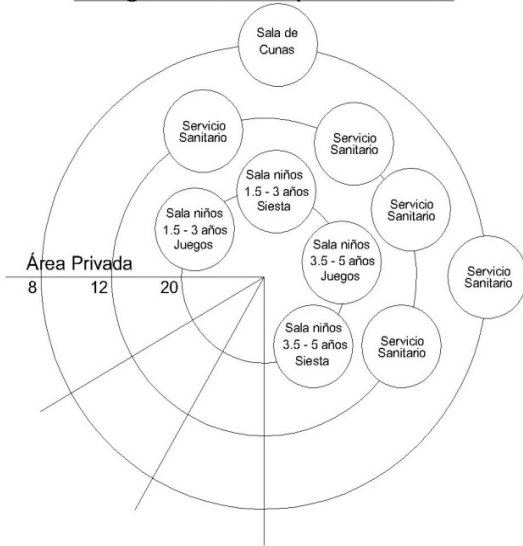 Sala de
Cunas
Servicio
Sanitario
Servicio
Sanitario
Sala niños
1.5 - 3 años
Siesta
Sala niños
1.5 - 3 años
Juegos
Servicio
Sanitario
Sala niños
3.5 - 5 años
Juegos
Área Privada
8
12
20
Servicio
Sanitario
Sala niños
3.5 - 5 años
Siesta
Servicio
Sanitario